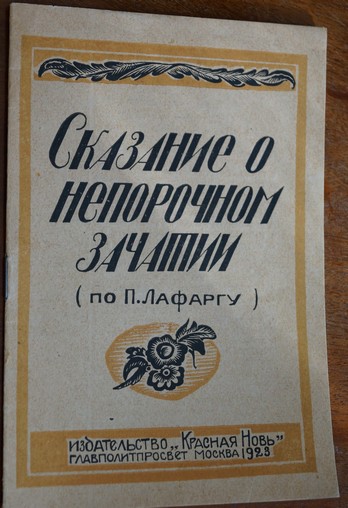 Сказание о
непорочном
зачатии
(по П. Лафаргу)
Издательство „Красная Новь"
Главполитпросвет Москва 1923